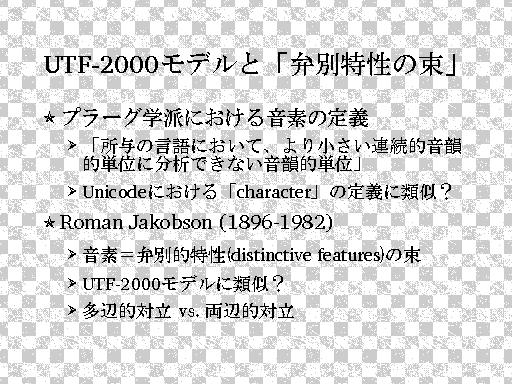 UTF-2000モデルと「弁別特性の束」
プラーグ学派における音素の定義
「所与の言語において、より小さい連続的音韻
的単位に分析できない音韻的単位」
Unicodeにおける「character」の定義に類似？
Roman Jakobson (1896-1982)
音素＝弁別的特性(distinctive features)の束
UTF-2000モデルに類似？
多辺的対立 vs. 両辺的対立